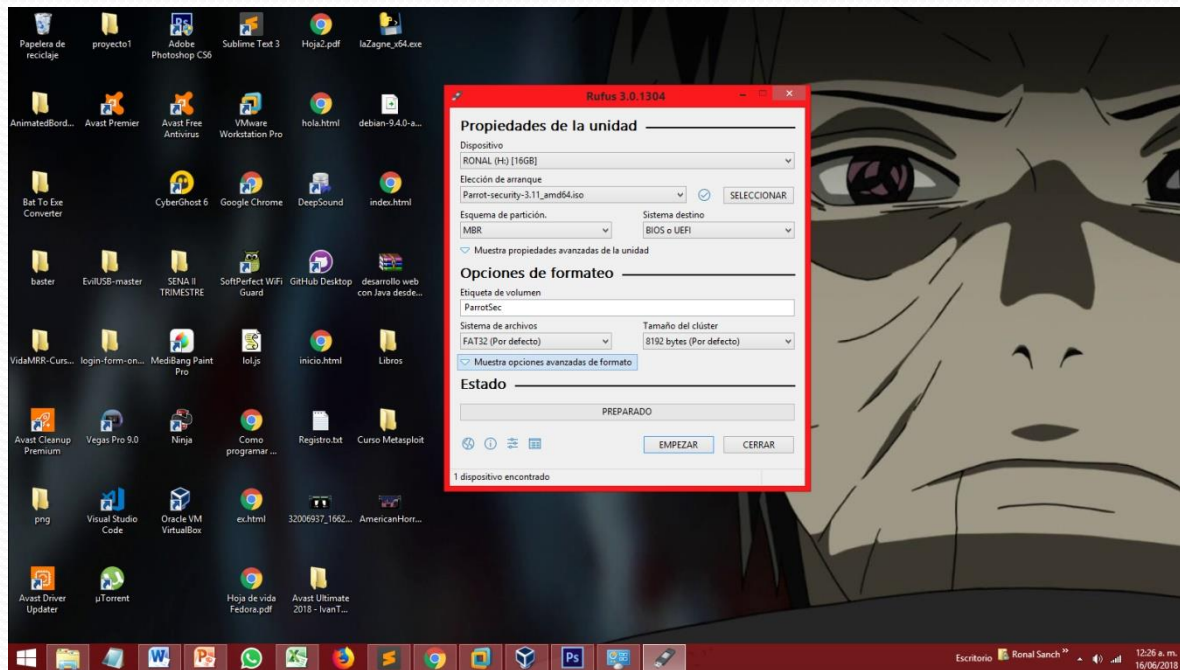 Papelera de
reciclaje
proyecto1
Adobe
Photoshop CS6
Sublime Text 3
Hoja2.pdf
laZagne_x64.exe
AnimatedBord...
Avast Premier
Avast Free
Antivirus
VMware
Workstation Pro
hola.html
debian-9.4.0-a...
Bat To Exe
Converter
CyberGhost 6
Google Chrome
DeepSound
index.html
baster
EvilUSB-master
SENA II
TRIMESTRE
SoftPerfect WiFi
Guard
GitHub Desktop
desarrollo web
con Java desde...
VidaMRR-Curs...
login-form-on...
MediBang Paint
Pro
lol.js
inicio.html
Libros
Avast Cleanup
Premium
Vegas Pro 9.0
Ninja
Como
programar ...
Registro.txt
Curso Metasploit
png
Visual Studio
Code
Oracle VM
VirtualBox
ex.html
32006937_1662...
AmericanHorr...
Avast Driver
Updater
µTorrent
Hoja de vida
Fedora.pdf
Avast Ultimate
2018 - IvanT...
Rufus 3.0.1304
Propiedades de la unidad
Dispositivo
RONAL (H:) [16GB]
Elección de arranque
Parrot-security-3.11_amd64.iso
SELECCIONAR
Esquema de partición.
Sistema destino
MBR
BIOS o UEFI
Muestra propiedades avanzadas de la unidad
Opciones de formateo
Etiqueta de volumen
ParrotSec
Sistema de archivos
Tamaño del clúster
FAT32 (Por defecto)
8192 bytes (Por defecto)
Muestra opciones avanzadas de formato
Estado
PREPARADO
EMPEZAR
CERRAR
1 dispositivo encontrado
Escritorio
Ronal Sanch
12:26 a. m.
16/06/2018